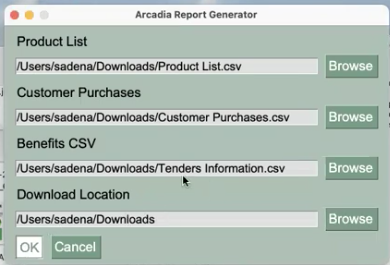 Arcadia Report Generator
Product List
/Users/sadena/Downloads/Product List.csv
Browse
Customer Purchases
/Users/sadena/Downloads/Customer Purchases.csv
Browse
Benefits CSV
/Users/sadena/Downloads/Tenders Information.csv
Browse
Download Location
/Users/sadena/Downloads
Browse
OK
Cancel